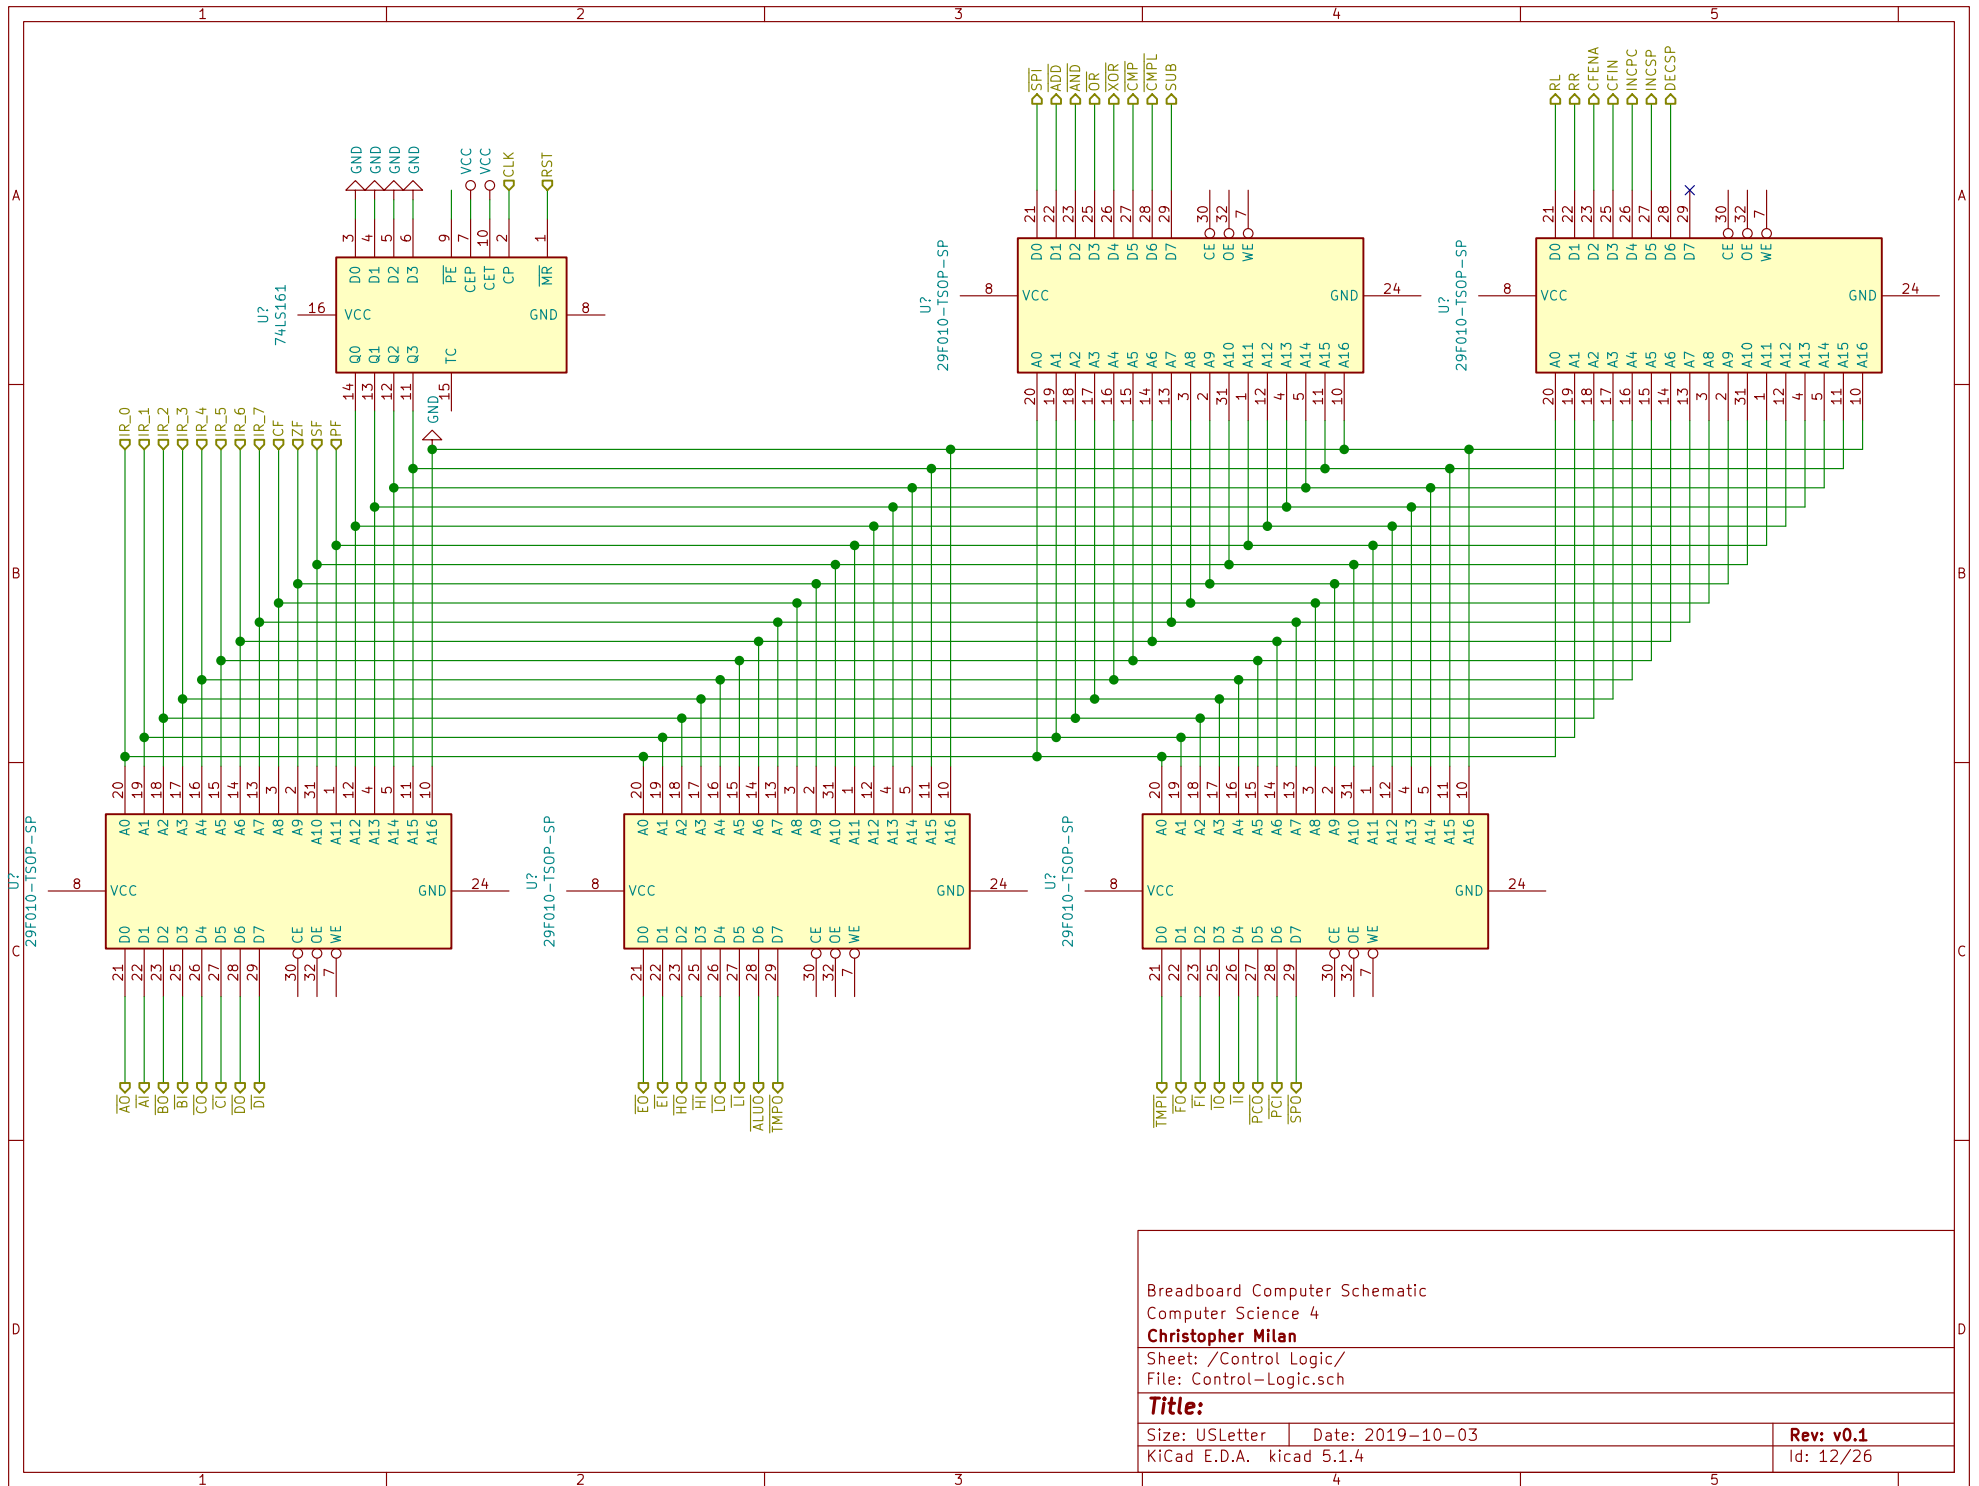 1 2 3 4 5
A
B
C
D
A
B
C
D
1 2 3 4 5
GND GND GND GND VCC VCC CLK RST
3 4 5 6 9 7 10 2 1
D0 D1 D2 D3 PE CEP CET CP MR
U?
74LS161
16 VCC GND 8
Q0 Q1 Q2 Q3 TC
14 13 12 11 15
GND
SPI ADD AND OR XOR CMP CMPL SUB
21 22 23 25 26 27 28 29 30 32 7
D0 D1 D2 D3 D4 D5 D6 D7 CE OE WE
U?
29F010-TSOP-SP
8 VCC GND 24
A0 A1 A2 A3 A4 A5 A6 A7 A8 A9 A10 A11 A12 A13 A14 A15 A16
20 19 18 17 16 15 14 13 3 2 31 1 12 4 5 11 10
RL RR CFENA CFIN INCPC INCSP DECSP
21 22 23 25 26 27 28 29 30 32 7
D0 D1 D2 D3 D4 D5 D6 D7 CE OE WE
U?
29F010-TSOP-SP
8 VCC GND 24
A0 A1 A2 A3 A4 A5 A6 A7 A8 A9 A10 A11 A12 A13 A14 A15 A16
20 19 18 17 16 15 14 13 3 2 31 1 12 4 5 11 10
IR_0 IR_1 IR_2 IR_3 IR_4 IR_5 IR_6 IR_7 CF ZF SF PF
20 19 18 17 16 15 14 13 3 2 31 1 12 4 5 11 10
A0 A1 A2 A3 A4 A5 A6 A7 A8 A9 A10 A11 A12 A13 A14 A15 A16
U?
29F010-TSOP-SP
8 VCC GND 24
D0 D1 D2 D3 D4 D5 D6 D7 CE OE WE
21 22 23 25 26 27 28 29 30 32 7
AO AI BO BI CO CI DO DI
20 19 18 17 16 15 14 13 3 2 31 1 12 4 5 11 10
A0 A1 A2 A3 A4 A5 A6 A7 A8 A9 A10 A11 A12 A13 A14 A15 A16
U?
29F010-TSOP-SP
8 VCC GND 24
D0 D1 D2 D3 D4 D5 D6 D7 CE OE WE
21 22 23 25 26 27 28 29 30 32 7
EO EI HO HI LO LI ALUO TMPO
20 19 18 17 16 15 14 13 3 2 31 1 12 4 5 11 10
A0 A1 A2 A3 A4 A5 A6 A7 A8 A9 A10 A11 A12 A13 A14 A15 A16
U?
29F010-TSOP-SP
8 VCC GND 24
D0 D1 D2 D3 D4 D5 D6 D7 CE OE WE
21 22 23 25 26 27 28 29 30 32 7
TMPI FO FI IO II PCO PCI SPO
Breadboard Computer Schematic
Computer Science 4
Christopher Milan
Sheet: /Control Logic/
File: Control-Logic.sch
Title:
Size: USLetter Date: 2019-10-03 Rev: v0.1
KiCad E.D.A. kicad 5.1.4 Id: 12/26